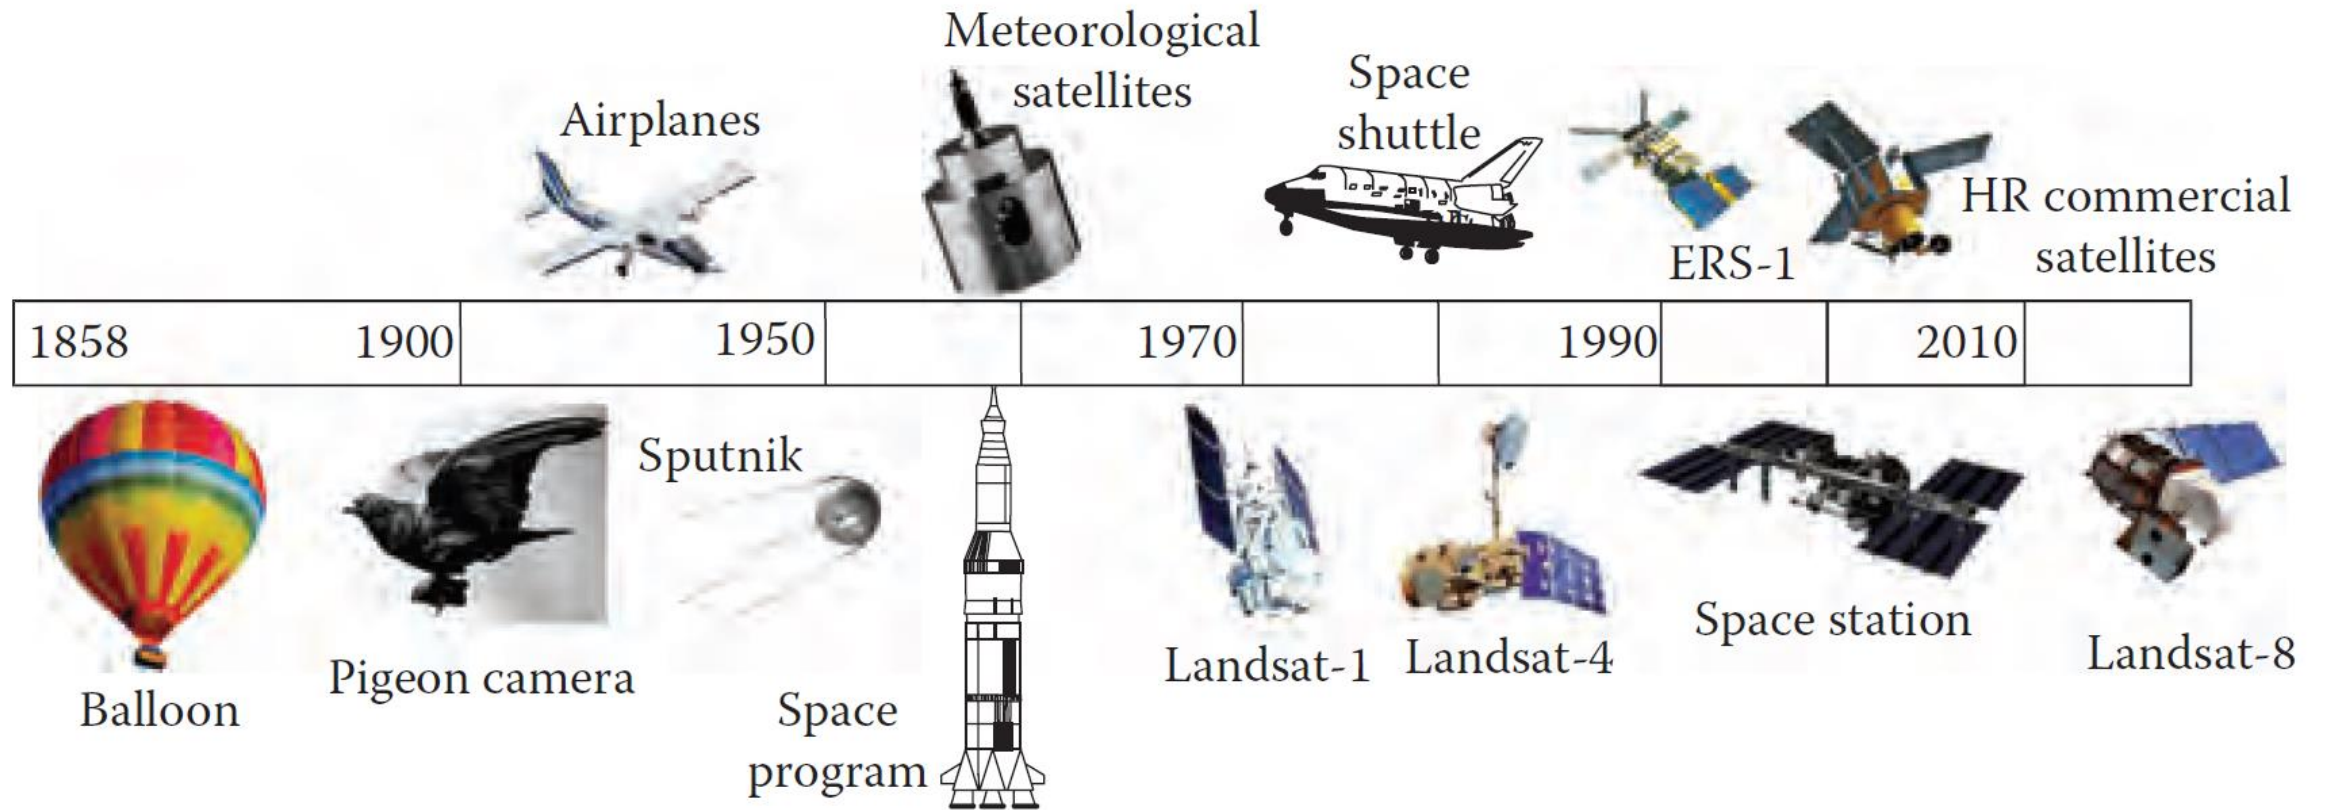 Meteorological
satellites
Space
shuttle
Airplanes
ERS-1
HR commercial
satellites
1858 1900 1950 1970 1990 2010
Sputnik
Balloon
Pigeon camera
Space
program
Landsat-1
Landsat-4
Space station
Landsat-8